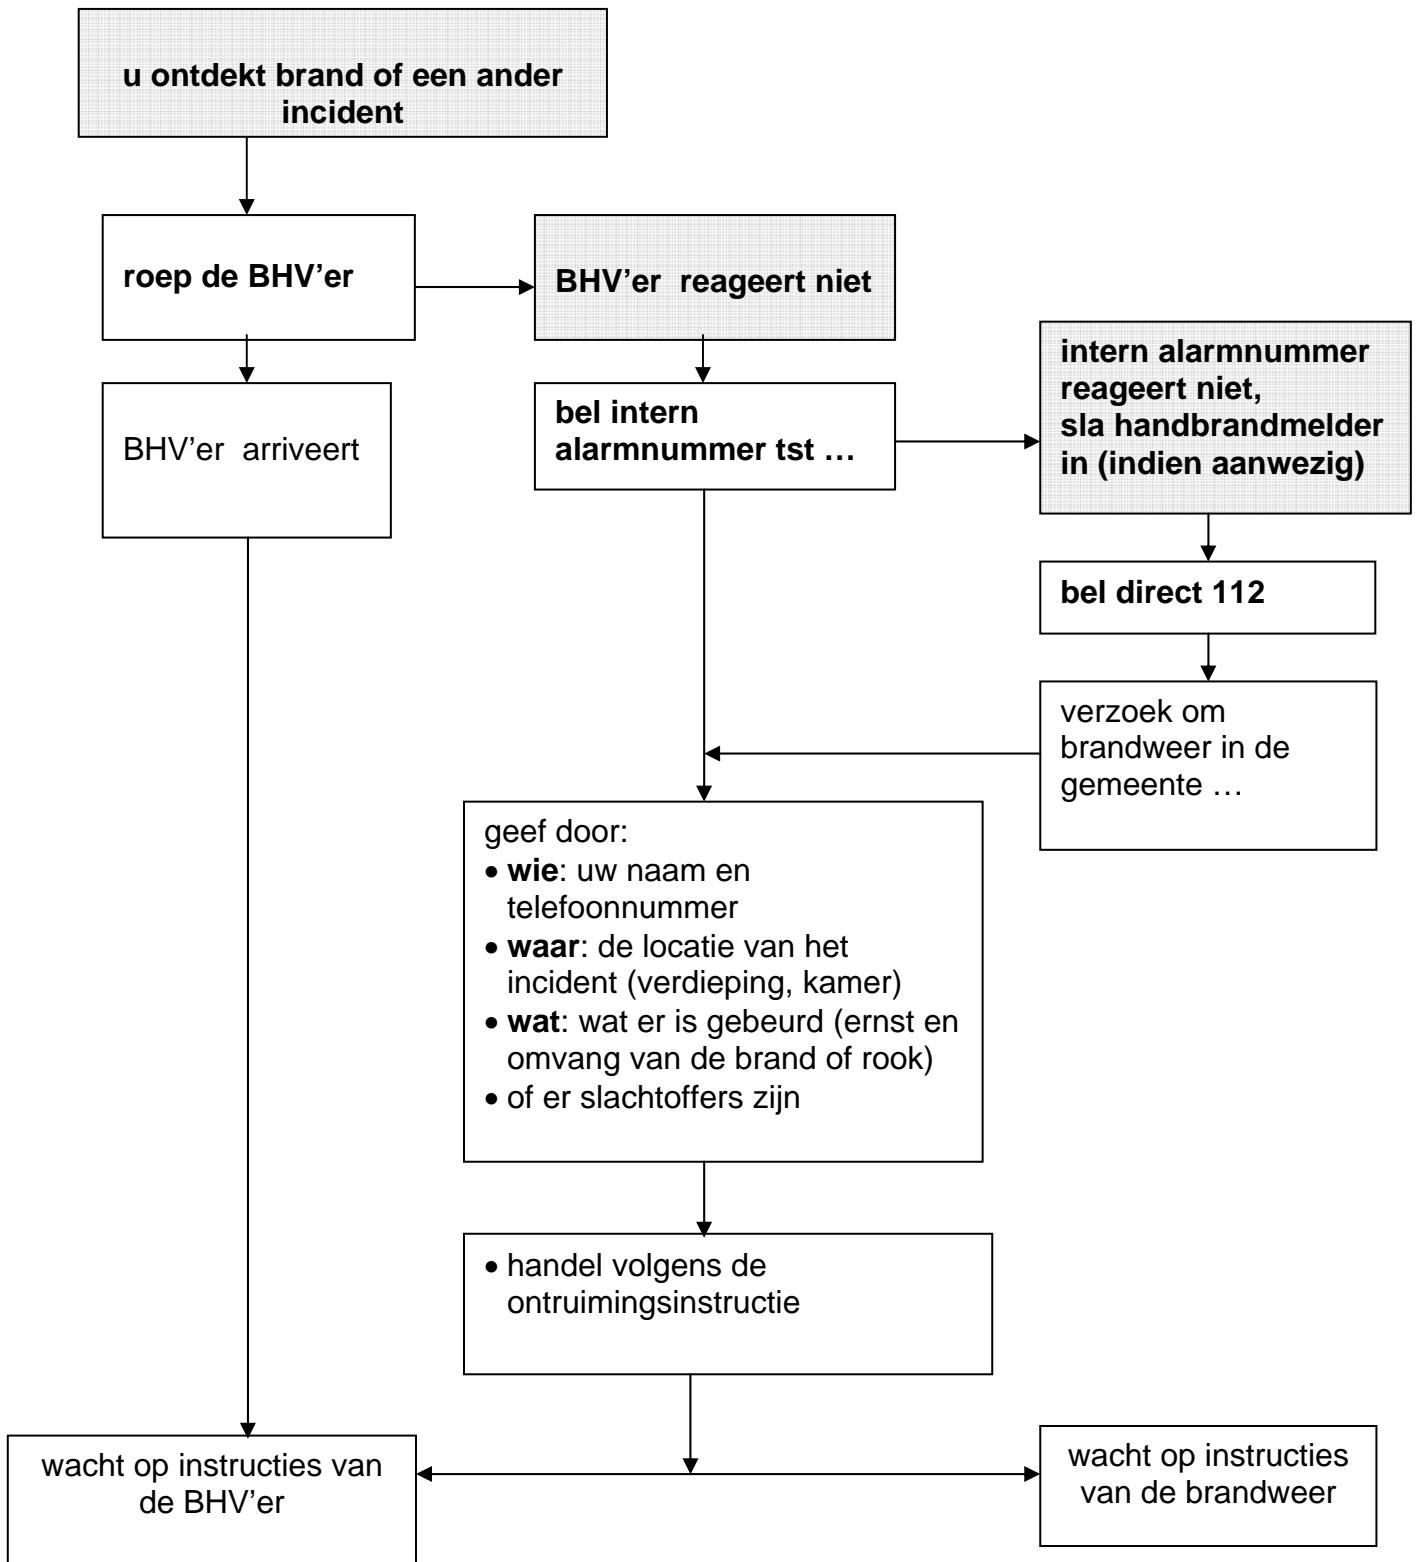 u ontdekt brand of een ander
incident
roep de BHV’er
BHV’er  reageert niet
intern alarmnummer
reageert niet,
sla handbrandmelder
in (indien aanwezig)
BHV’er  arriveert
bel intern
alarmnummer tst …
bel direct 112
verzoek om
brandweer in de
gemeente …
geef door:
• wie: uw naam en
telefoonnummer
• waar: de locatie van het
incident (verdieping, kamer)
• wat: wat er is gebeurd (ernst en
omvang van de brand of rook)
• of er slachtoffers zijn
• handel volgens de
ontruimingsinstructie
wacht op instructies van
de BHV’er
wacht op instructies
van de brandweer